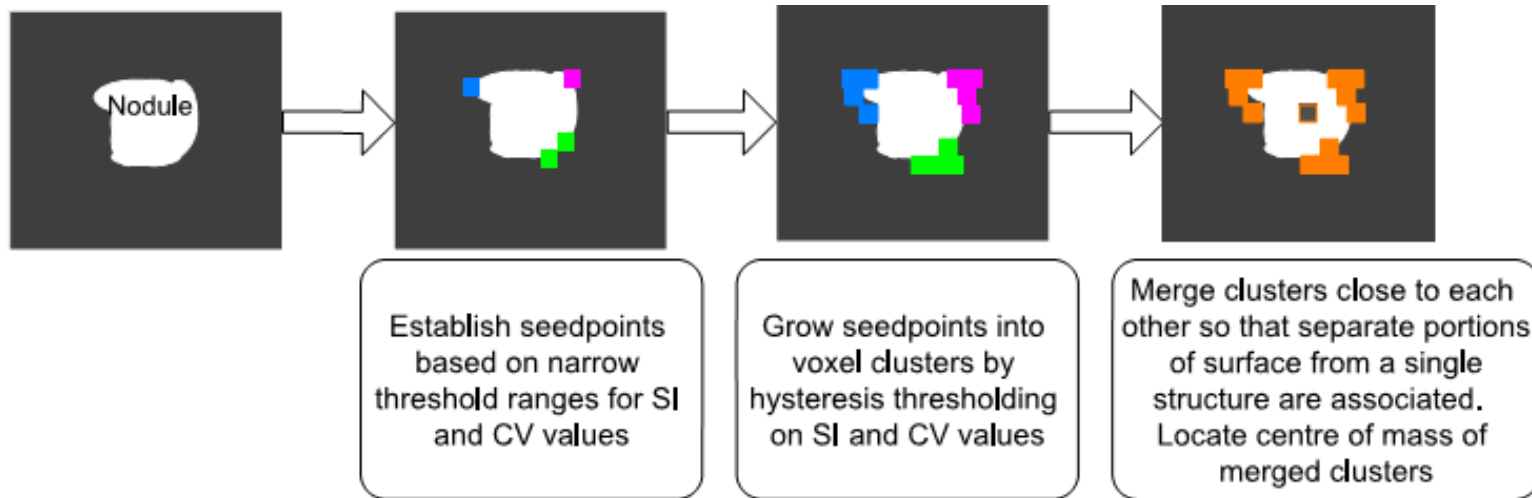 Nodule
Establish seedpoints
based on narrow
threshold ranges for SI
and CV values
Grow seedpoints into
voxel clusters by
hysteresis thresholding
on SI and CV values
Merge clusters close to each
other so that separate portions
of surface from a single
structure are associated.
Locate centre of mass of
merged clusters